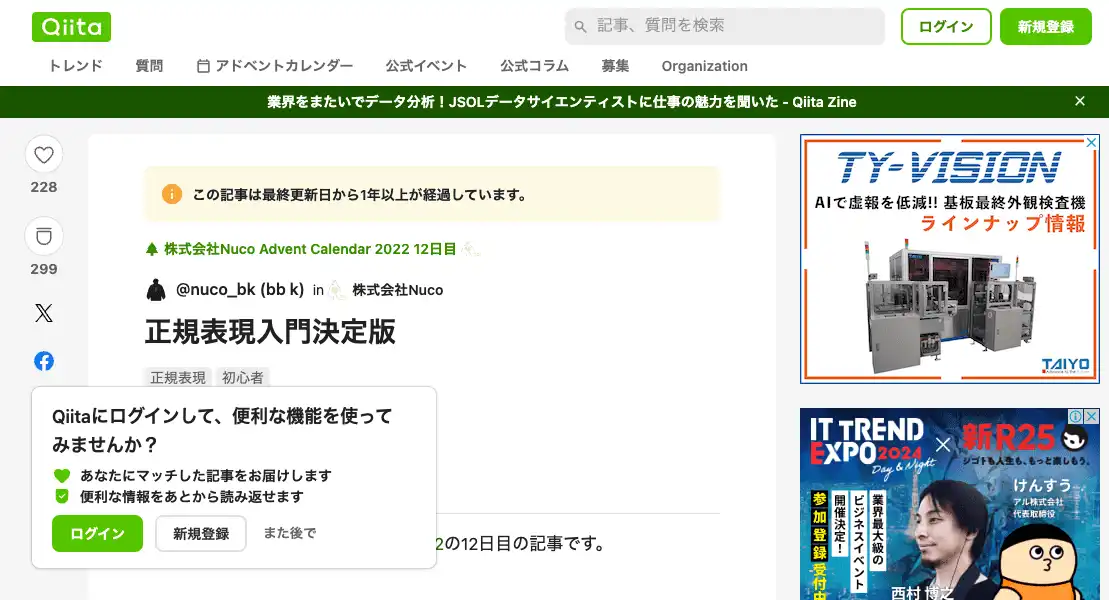 Qiita
記事、質問を検索
ログイン
新規登録
トレンド
質問
アドベントカレンダー
公式イベント
公式コラム
募集
Organization
業界をまたいでデータ分析！JSOLデータサイエンティストに仕事の魅力を聞いた - Qiita Zine
228
299
この記事は最終更新日から1年以上が経過しています。
株式会社Nuco Advent Calendar 2022 12日目
@nuco_bk (bb k) in 株式会社Nuco
正規表現入門決定版
正規表現
初心者
Qiitaにログインして、便利な機能を使って
みませんか？
あなたにマッチした記事をお届けします
便利な情報をあとから読み返せます
ログイン
新規登録
また後で
2の12日目の記事です。
TY-VISION
AIで虚報を低減!! 基板最終外観検査機
ラインナップ情報
TAIYO
IT TREND
EXPO 2024
Day & Night
新R25
シゴトも人生も、もっと楽しもう。
けんすう
アル株式会社
代表取締役
業界最大級の
ビジネスイベント
開催決定！
参加登録受付中
西村 博之